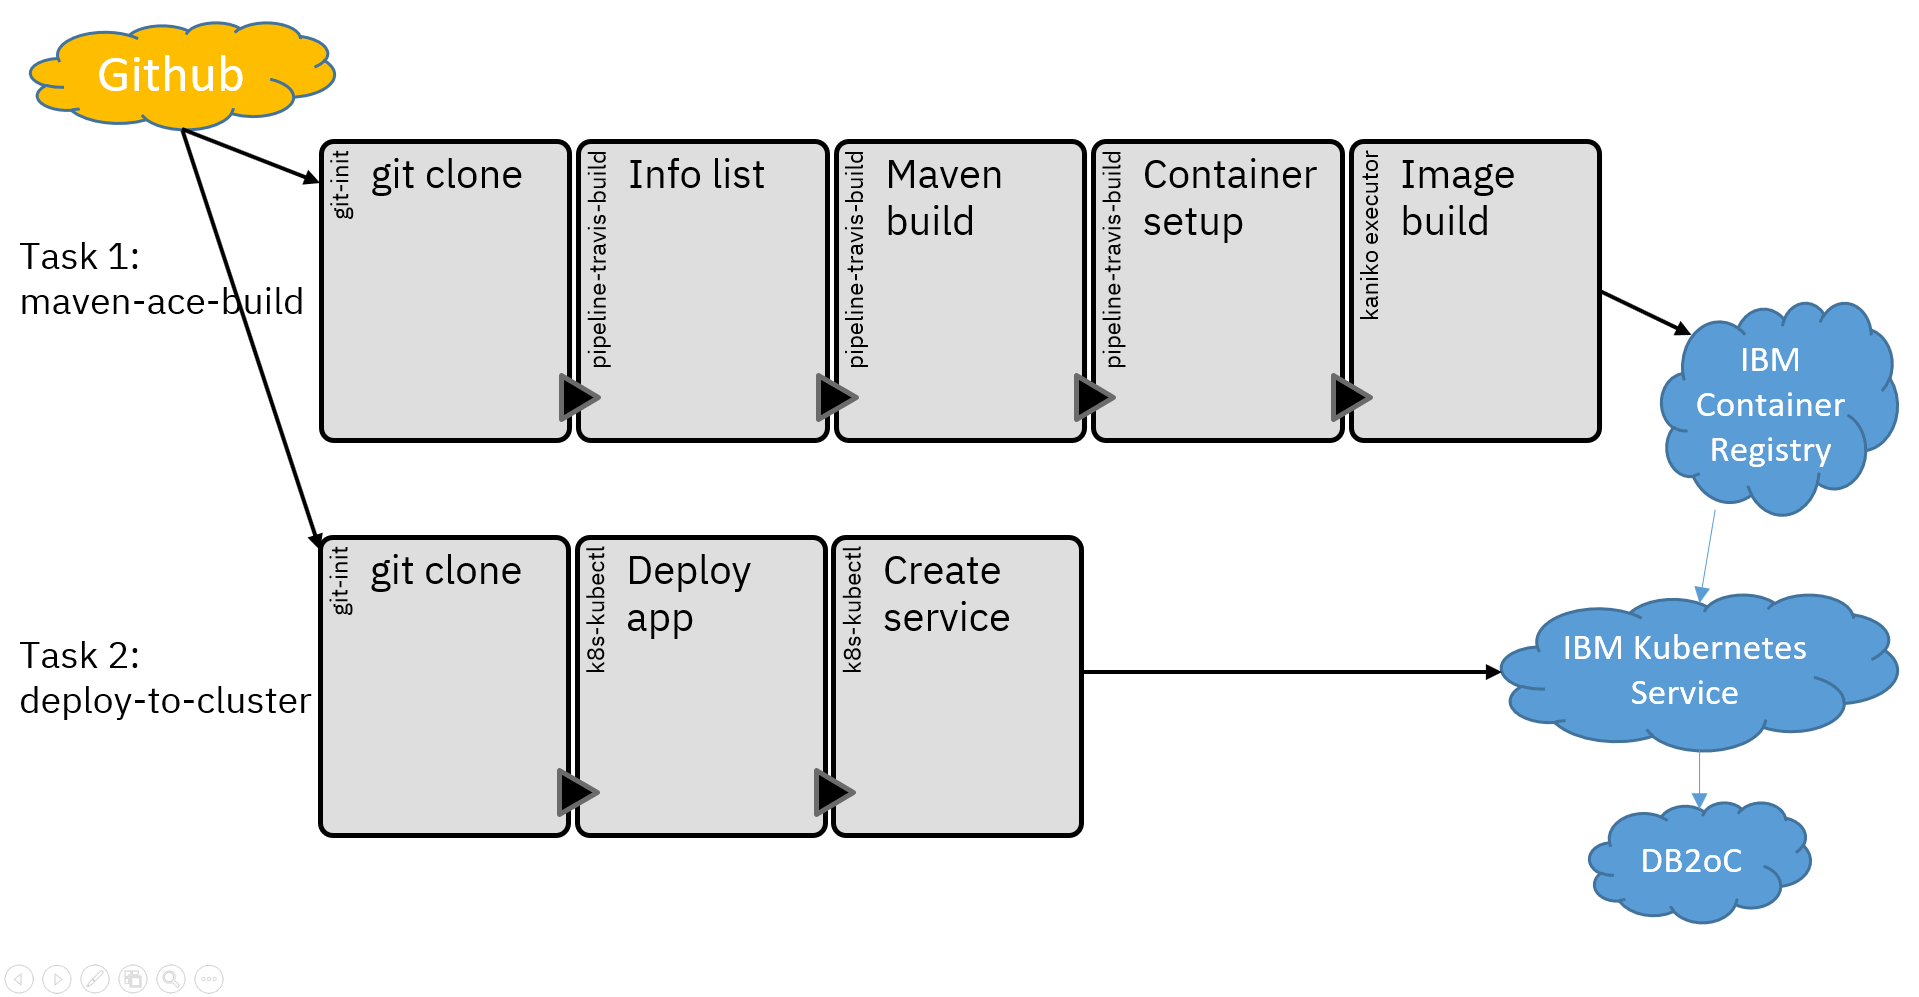 Github
git-init
git clone
pipeline-travis-build
Info list
pipeline-travis-build
Maven
build
pipeline-travis-build
Container
setup
kaniko executor
Image
build
Task 1:
maven-ace-build
IBM
Container
Registry
git-init
git clone
k8s-kubectl
Deploy
app
k8s-kubectl
Create
service
Task 2:
deploy-to-cluster
IBM Kubernetes
Service
DB2oC